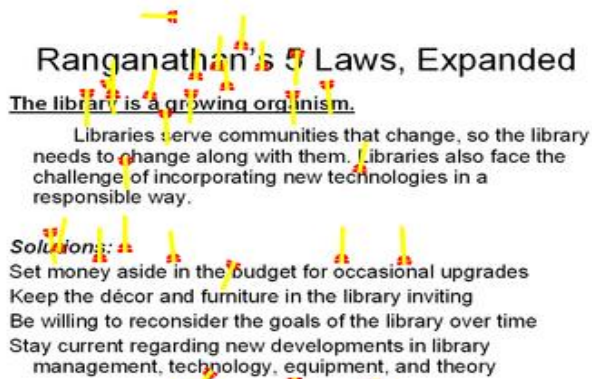 Ranganathan's 5 Laws, Expanded
The library is a growing organism.
Libraries serve communities that change, so the library
needs to change along with them. Libraries also face the
challenge of incorporating new technologies in a
responsible way.
Solutions:
Set money aside in the budget for occasional upgrades
Keep the décor and furniture in the library inviting
Be willing to reconsider the goals of the library over time
Stay current regarding new developments in library
management, technology, equipment, and theory